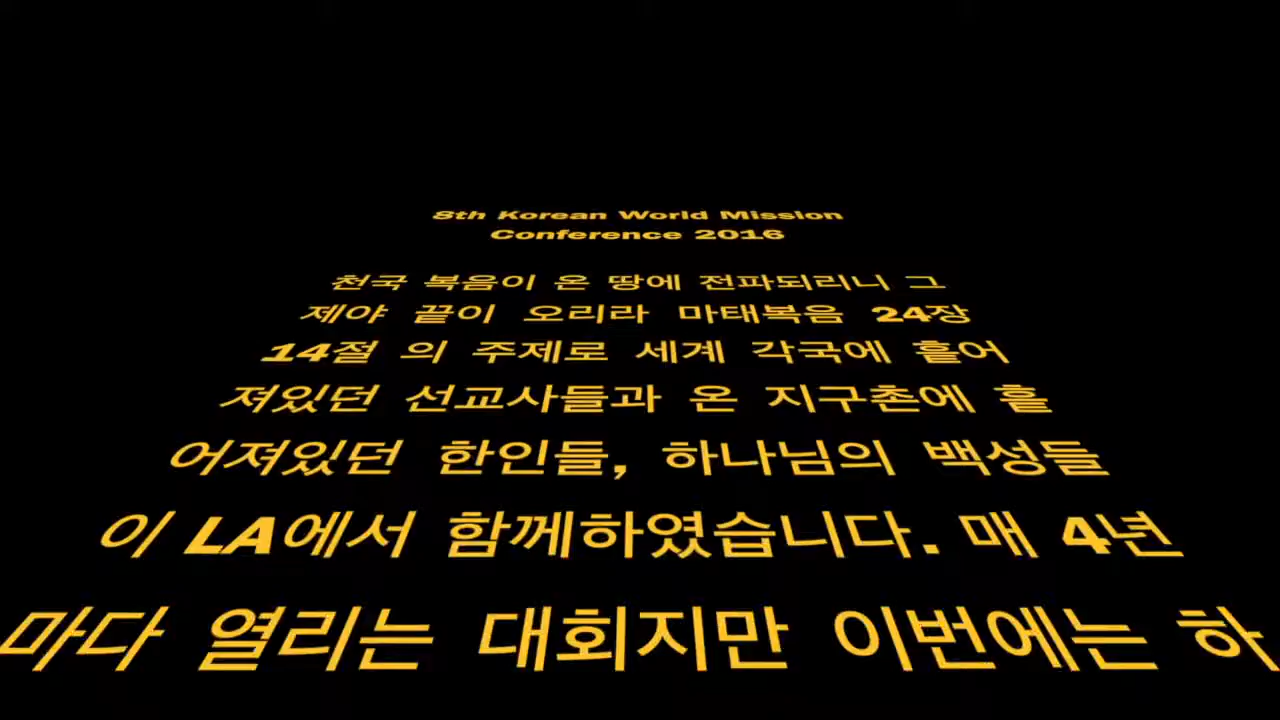 8th Korean World Mission
Conference 2016
천국 복음이 온 땅에 전파되리니 그
제야 끝이 오리라 마태복음 24장
14절 의 주제로 세계 각국에 흩어
져있던 선교사들과 온 지구촌에 흩
어져있던 한인들, 하나님의 백성들
이 LA에서 함께하였습니다. 매 4년
마다 열리는 대회지만 이번에는 하